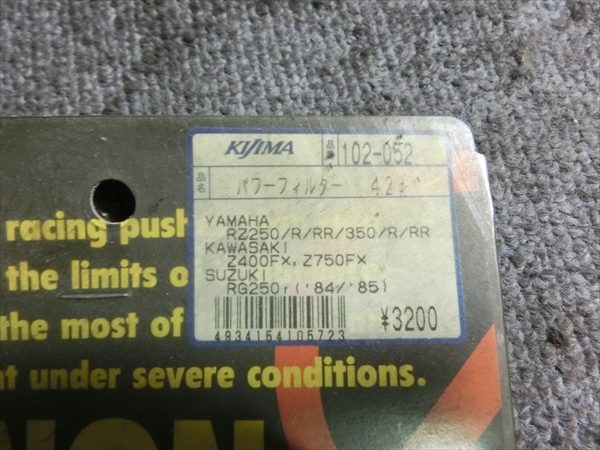 KIJIMA 品番 102-052
品名 パワーフィルター 42φ
YAMAHA
RZ250/R/RR/350/R/RR
KAWASAKI
Z400FX, Z750FX
SUZUKI
RG250Γ('84/'85)
¥3200
4934154105723
racing push
the limits o
the most of
t under severe conditions.
NON